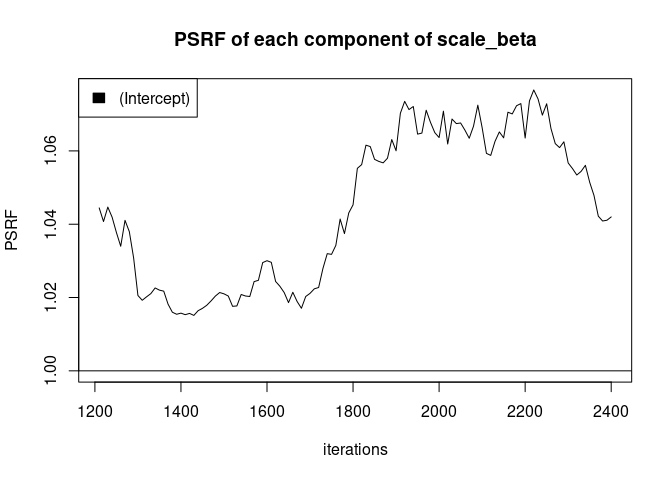 PSRF of each component of scale_beta
(Intercept)
PSRF
1.06
1.04
1.02
1.00
1200 1400 1600 1800 2000 2200 2400
iterations